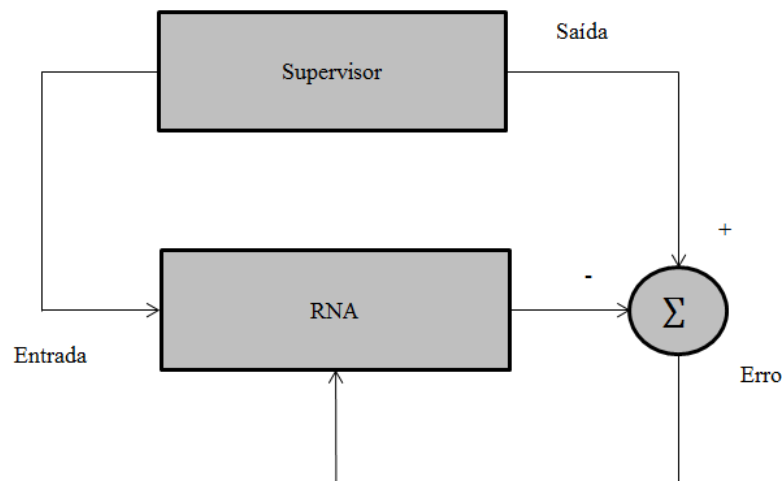 Saída
Supervisor
+
-
RNA
Σ
Entrada
Erro